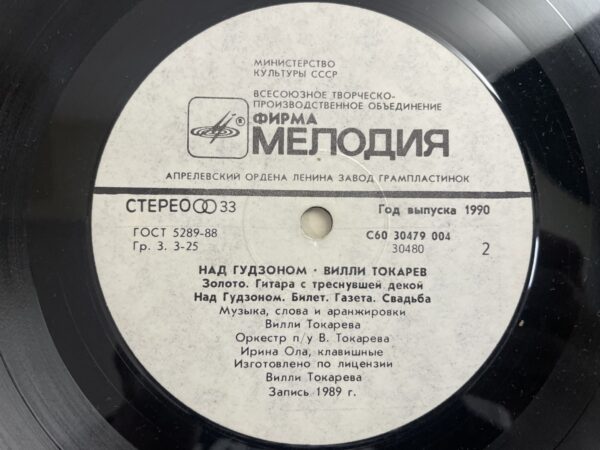 МИНИСТЕРСТВО
КУЛЬТУРЫ СССР
ВСЕСОЮЗНОЕ ТВОРЧЕСКО-
ПРОИЗВОДСТВЕННОЕ ОБЪЕДИНЕНИЕ
® ФИРМА
МЕЛОДИЯ
АПРЕЛЕВСКИЙ ОРДЕНА ЛЕНИНА ЗАВОД ГРАМПЛАСТИНОК
СТЕРЕО 33 Год выпуска 1990
ГОСТ 5289-88 С60 30479 004
Гр. 3. 3-25 30480 2
НАД ГУДЗОНОМ · ВИЛЛИ ТОКАРЕВ
Золото. Гитара с треснувшей декой
Над Гудзоном. Билет. Газета. Свадьба
Музыка, слова и аранжировки
Вилли Токарева
Оркестр п/у В. Токарева
Ирина Ола, клавишные
Изготовлено по лицензии
Вилли Токарева
Запись 1989 г.